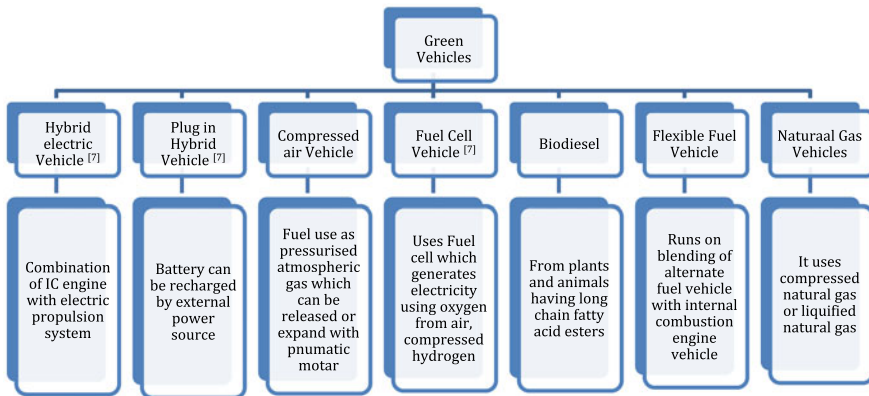 Green
Vehicles
Hybrid
electric
Vehicle [7]
Plug in
Hybrid
Vehicle [7]
Compressed
air Vehicle
Fuel Cell
Vehicle [7]
Biodiesel
Flexible Fuel
Vehicle
Naturaal Gas
Vehicles
Combination
of IC engine
with electric
propulsion
system
Battery can
be recharged
by external
power
source
Fuel use as
pressurised
atmospheric
gas which
can be
released or
expand with
pnumatic
motar
Uses Fuel
cell which
generates
electricity
using oxygen
from air,
compressed
hydrogen
From plants
and animals
having long
chain fatty
acid esters
Runs on
blending of
alternate
fuel vehicle
with internal
combustion
engine
vehicle
It uses
compressed
natural gas
or liquified
natural gas